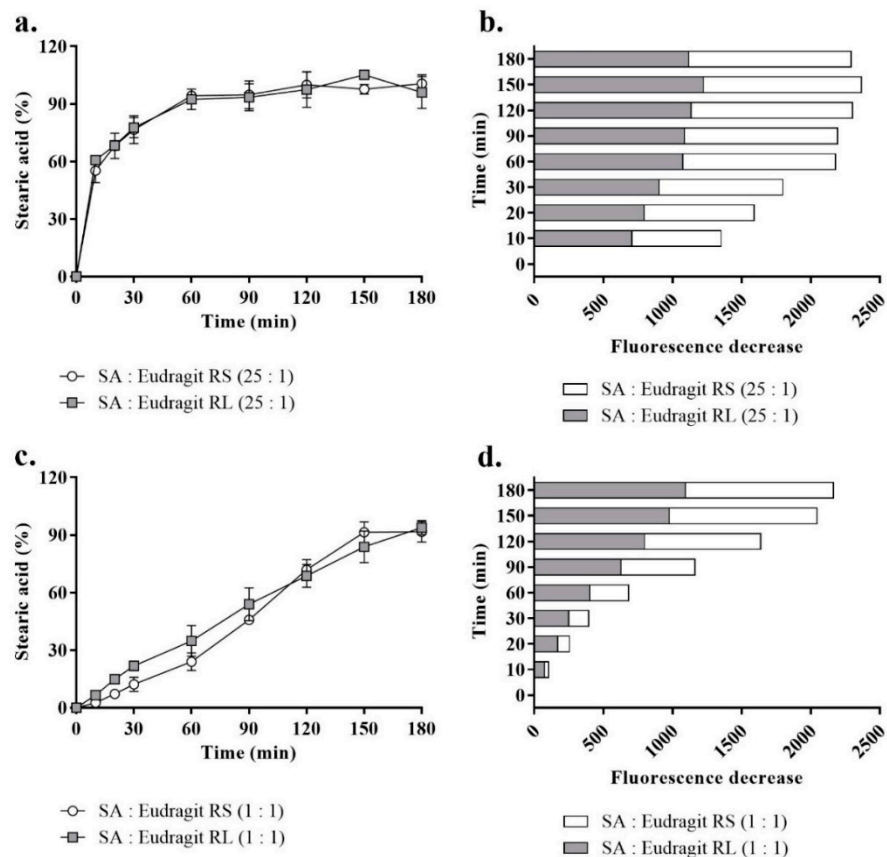 a.
Stearic acid (%)
120
90
60
30
0
0 30 60 90 120 150 180
Time (min)
SA : Eudragit RS (25 : 1)
SA : Eudragit RL (25 : 1)
b.
Time (min)
180
150
120
90
60
30
20
10
0
0 500 1000 1500 2000 2500
Fluorescence decrease
SA : Eudragit RS (25 : 1)
SA : Eudragit RL (25 : 1)
c.
Stearic acid (%)
120
90
60
30
0
0 30 60 90 120 150 180
Time (min)
SA : Eudragit RS (1 : 1)
SA : Eudragit RL (1 : 1)
d.
Time (min)
180
150
120
90
60
30
20
10
0
0 500 1000 1500 2000 2500
Fluorescence decrease
SA : Eudragit RS (1 : 1)
SA : Eudragit RL (1 : 1)